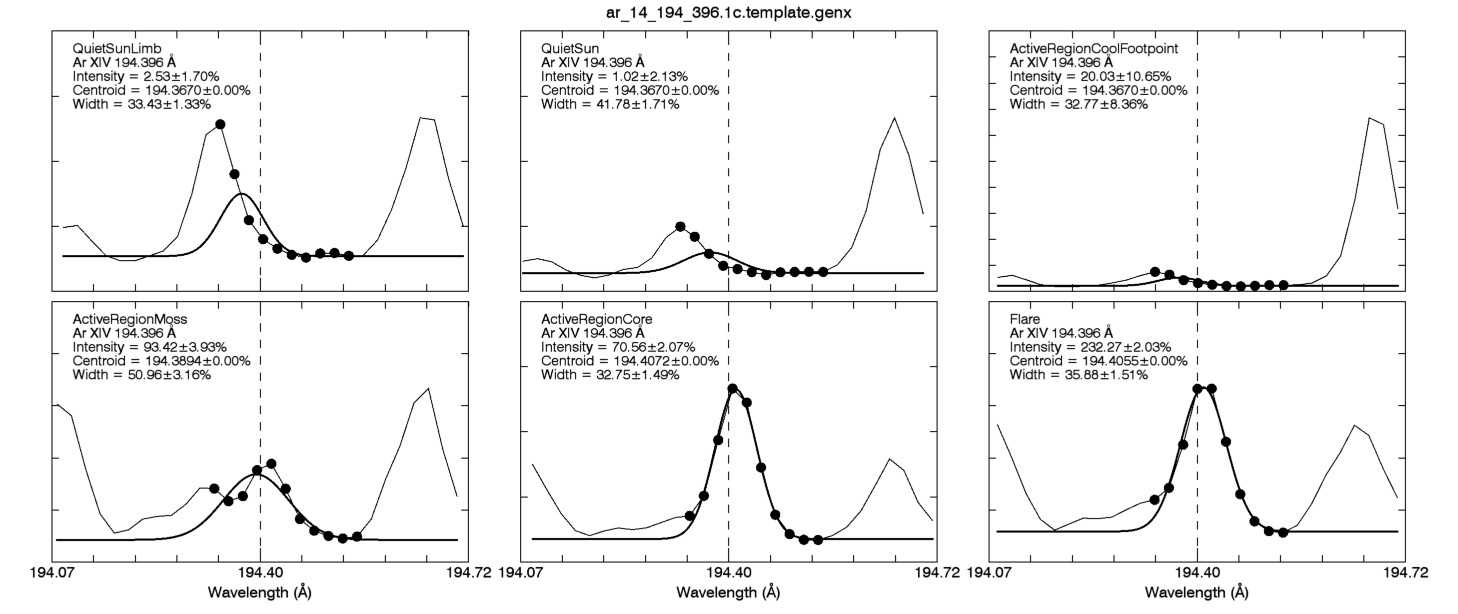 ar_14_194_396.1c.template.genx
QuietSunLimb
Ar XIV 194.396 Å
Intensity = 2.53±1.70%
Centroid = 194.3670±0.00%
Width = 33.43±1.33%
QuietSun
Ar XIV 194.396 Å
Intensity = 1.02±2.13%
Centroid = 194.3670±0.00%
Width = 41.78±1.71%
ActiveRegionCoolFootpoint
Ar XIV 194.396 Å
Intensity = 20.03±10.65%
Centroid = 194.3670±0.00%
Width = 32.77±8.36%
ActiveRegionMoss
Ar XIV 194.396 Å
Intensity = 93.42±3.93%
Centroid = 194.3894±0.00%
Width = 50.96±3.16%
ActiveRegionCore
Ar XIV 194.396 Å
Intensity = 70.56±2.07%
Centroid = 194.4072±0.00%
Width = 32.75±1.49%
Flare
Ar XIV 194.396 Å
Intensity = 232.27±2.03%
Centroid = 194.4055±0.00%
Width = 35.88±1.51%
194.07 194.40 194.72 194.07 194.40 194.72 194.07 194.40 194.72
Wavelength (Å) Wavelength (Å) Wavelength (Å)